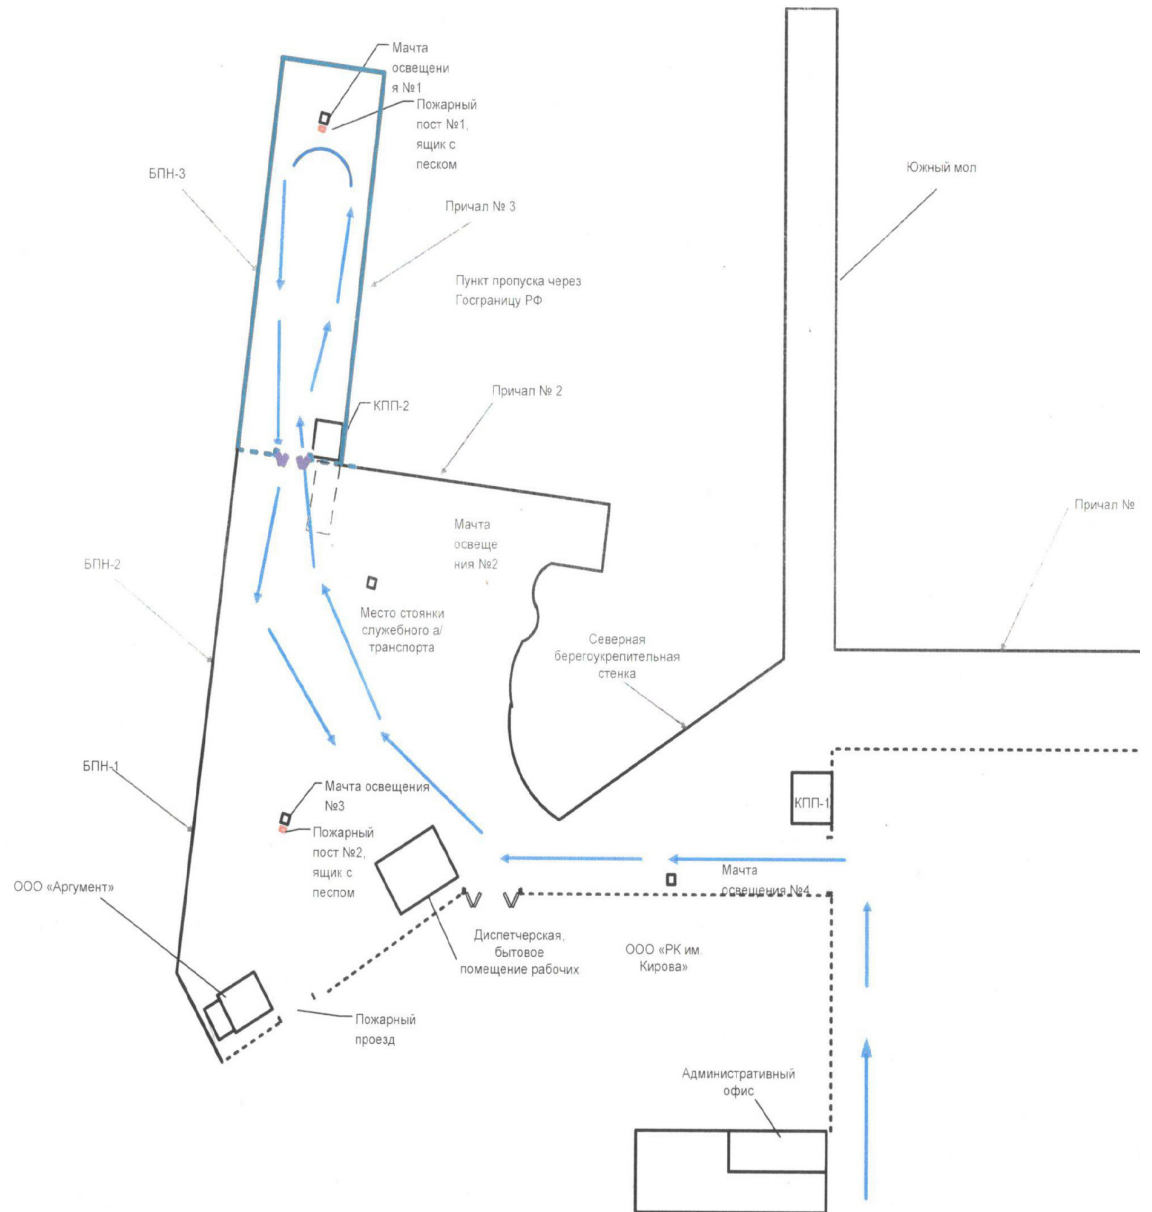 Мачта
освещени
я №1
Пожарный
пост №1,
ящик с
песком
БПН-3
Южный мол
Причал № 3
Пункт пропуска через
Госграницу РФ
Причал № 2
КПП-2
Причал №
Мачта
освеще
ния №2
БПН-2
Место стоянки
служебного а/
транспорта
Северная
берегоукрепительная
стенка
БПН-1
Мачта освещения
№3
КПП-1
Пожарный
пост №2,
ящик с
песпом
Мачта
освещения №4
ООО «Аргумент»
Диспетчерская,
бытовое
помещение рабочих
ООО «РК им.
Кирова»
Пожарный
проезд
Административный
офис